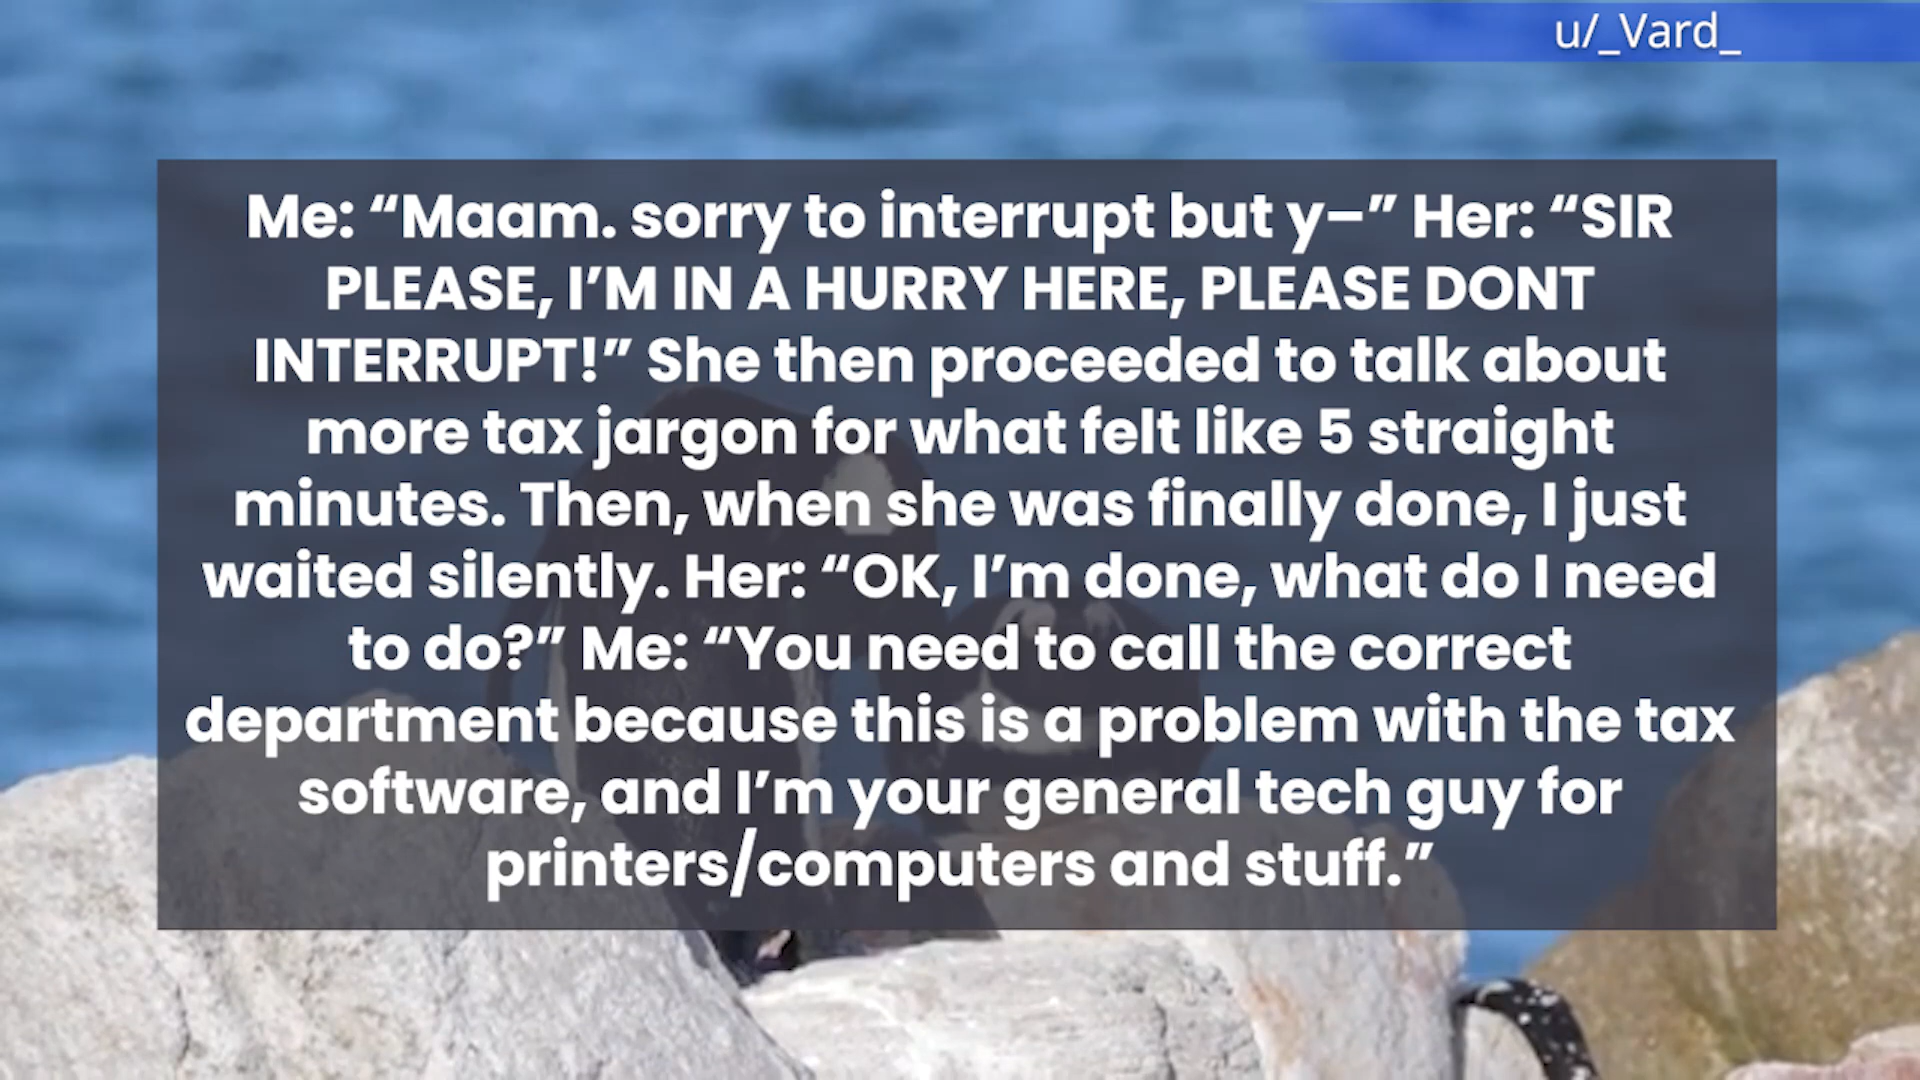 u/_Vard_
Me: “Maam. sorry to interrupt but y–” Her: “SIR
PLEASE, I’M IN A HURRY HERE, PLEASE DONT
INTERRUPT!” She then proceeded to talk about
more tax jargon for what felt like 5 straight
minutes. Then, when she was finally done, I just
waited silently. Her: “OK, I’m done, what do I need
to do?” Me: “You need to call the correct
department because this is a problem with the tax
software, and I’m your general tech guy for
printers/computers and stuff.”